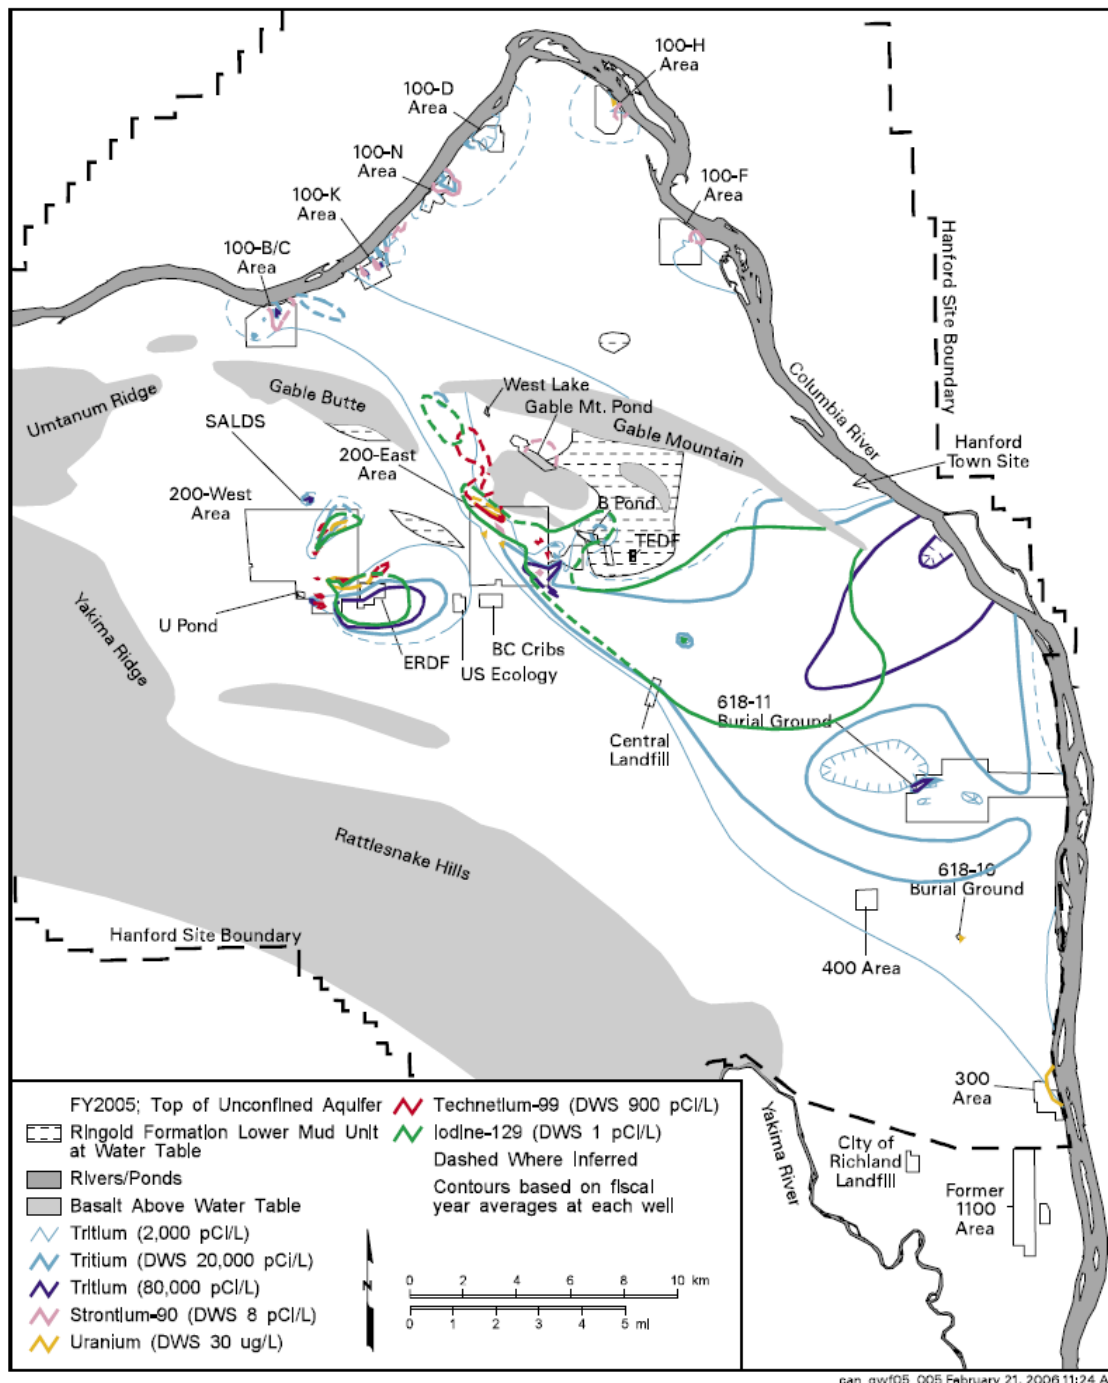 100-H
Area
100-D
Area
100-N
Area
100-F
Area
100-K
Area
100-B/C
Area
Hanford Site Boundary
Columbia River
Umtanum Ridge
Gable Butte
West Lake
Gable Mt. Pond
Gable Mountain
SALDS
200-East
Area
Hanford
Town Site
200-West
Area
B Pond
TEDF
U Pond
Yakima Ridge
ERDF
BC Cribs
US Ecology
618-11
Burial Ground
Central
Landfill
Rattlesnake Hills
618-10
Burial Ground
Hanford Site Boundary
400 Area
300
Area
Yakima River
City of
Richland
Landfill
Former
1100
Area
FY2005; Top of Unconfined Aquifer
Ringold Formation Lower Mud Unit
at Water Table
Rivers/Ponds
Basalt Above Water Table
Tritium (2,000 pCi/L)
Tritium (DWS 20,000 pCi/L)
Tritium (80,000 pCi/L)
Strontium-90 (DWS 8 pCi/L)
Uranium (DWS 30 ug/L)
Technetium-99 (DWS 900 pCi/L)
Iodine-129 (DWS 1 pCi/L)
Dashed Where Inferred
Contours based on fiscal
year averages at each well
N
0 2 4 6 8 10 km
0 1 2 3 4 5 mi
can_gwf05_005 February 21, 2006 11:24 A